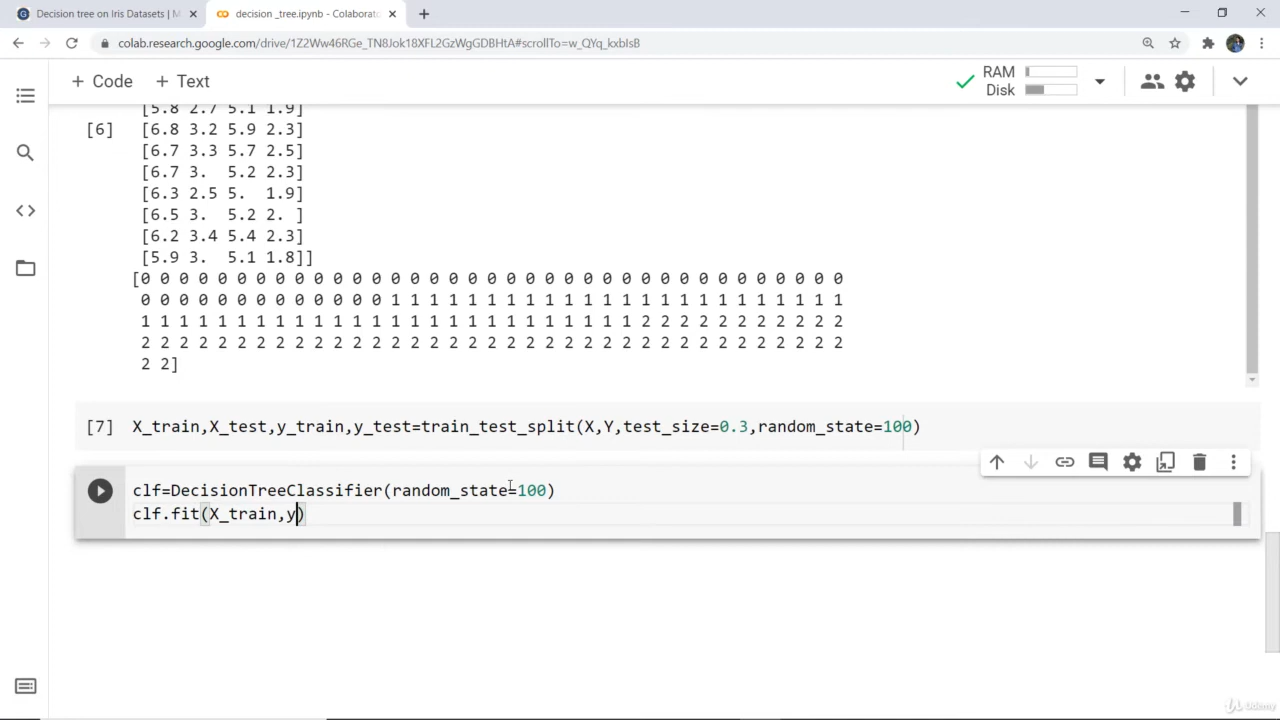 Decision tree on Iris Datasets | M
decision _tree.ipynb - Colaborato
colab.research.google.com/drive/1Z2Ww46RGe_TN8Jok18XFL2GzWgGDBHtA#scrollTo=w_QYq_kxbIsB
+ Code + Text
RAM
Disk
[5.8 2.7 5.1 1.9]
[6] [6.8 3.2 5.9 2.3]
[6.7 3.3 5.7 2.5]
[6.7 3. 5.2 2.3]
[6.3 2.5 5. 1.9]
[6.5 3. 5.2 2. ]
[6.2 3.4 5.4 2.3]
[5.9 3. 5.1 1.8]]
[0 0 0 0 0 0 0 0 0 0 0 0 0 0 0 0 0 0 0 0 0 0 0 0 0 0 0 0 0 0 0 0 0 0 0 0 0
0 0 0 0 0 0 0 0 0 0 0 0 0 1 1 1 1 1 1 1 1 1 1 1 1 1 1 1 1 1 1 1 1 1 1 1 1
1 1 1 1 1 1 1 1 1 1 1 1 1 1 1 1 1 1 1 1 1 1 1 1 1 1 2 2 2 2 2 2 2 2 2 2 2
2 2 2 2 2 2 2 2 2 2 2 2 2 2 2 2 2 2 2 2 2 2 2 2 2 2 2 2 2 2 2 2 2 2 2 2 2
2 2]
[7] X_train,X_test,y_train,y_test=train_test_split(X,Y,test_size=0.3,random_state=100)
clf=DecisionTreeClassifier(random_state=100)
clf.fit(X_train,y)
Udemy